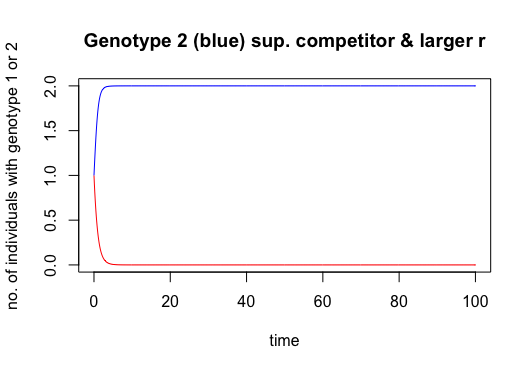 Genotype 2 (blue) sup. competitor & larger r
no. of individuals with genotype 1 or 2
2.0
1.5
1.0
0.5
0.0
0 20 40 60 80 100
time